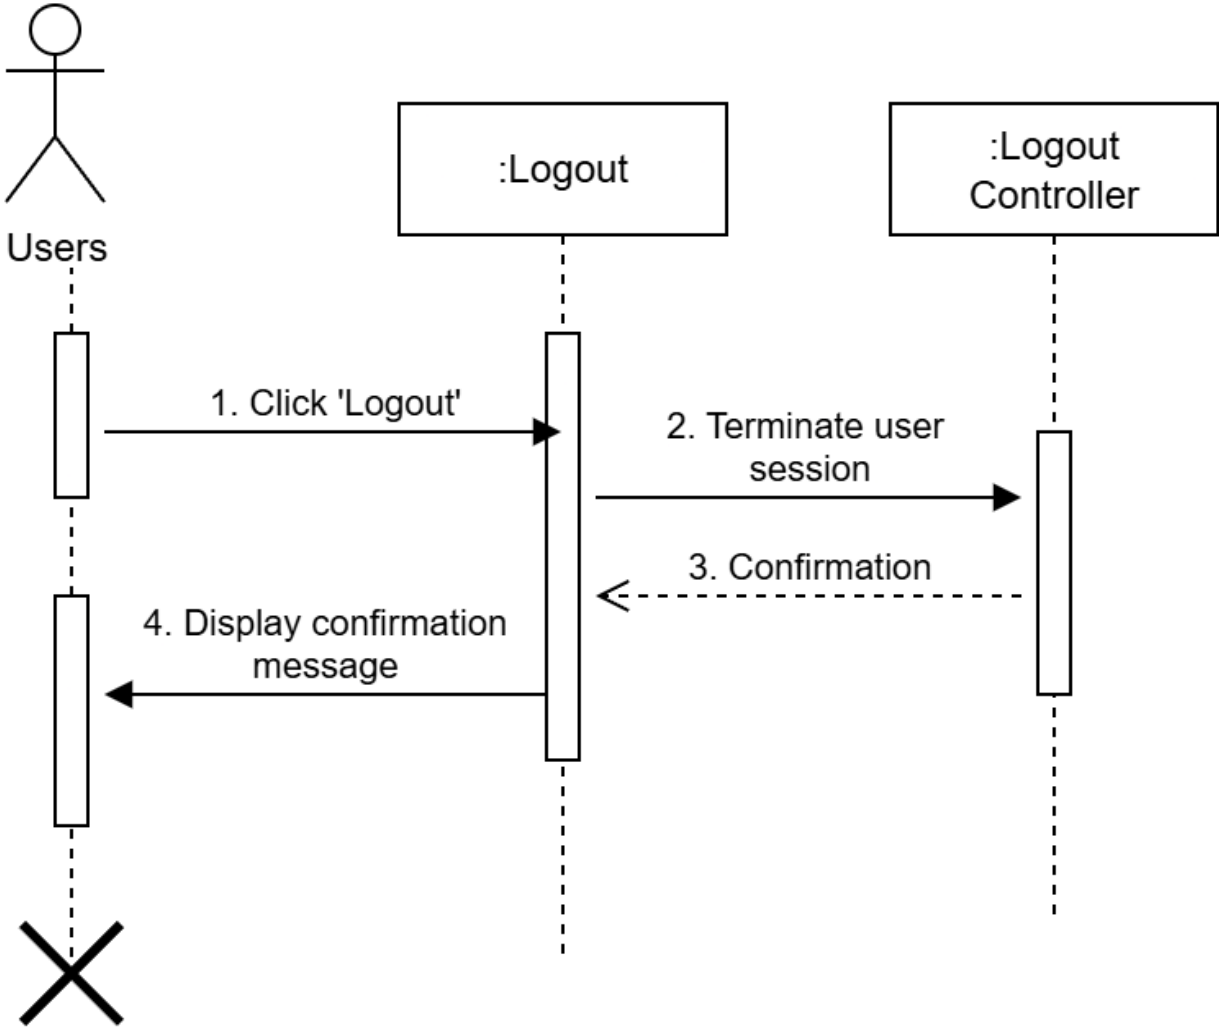 :Logout
:Logout
Controller
Users
1. Click 'Logout'
2. Terminate user
session
3. Confirmation
4. Display confirmation
message